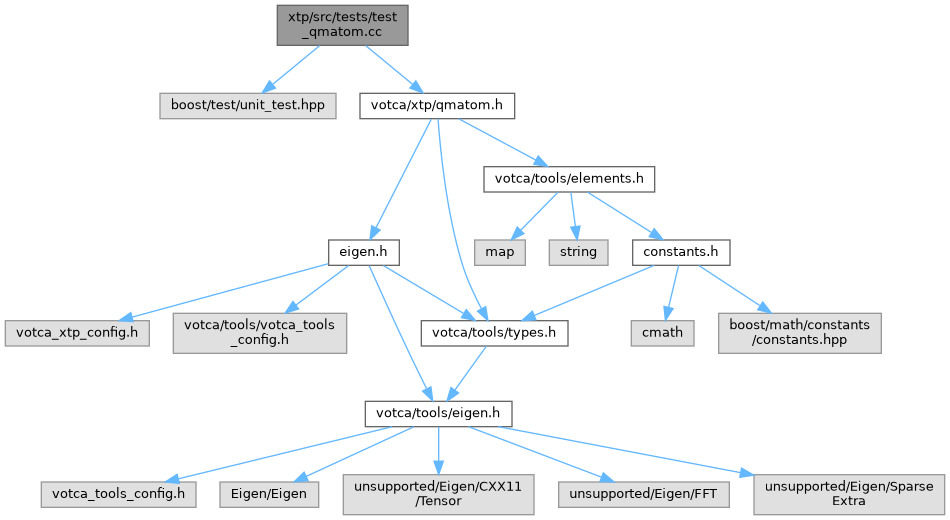 xtp/src/tests/test
_qmatom.cc
boost/test/unit_test.hpp
votca/xtp/qmatom.h
votca/tools/elements.h
eigen.h
map
string
constants.h
votca_xtp_config.h
votca/tools/votca_tools
_config.h
votca/tools/types.h
cmath
boost/math/constants
/constants.hpp
votca/tools/eigen.h
votca_tools_config.h
Eigen/Eigen
unsupported/Eigen/CXX11
/Tensor
unsupported/Eigen/FFT
unsupported/Eigen/Sparse
Extra